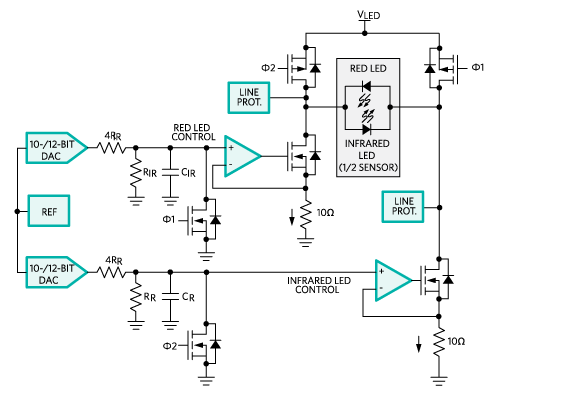 VLED
Φ2
RED LED
Φ1
LINE
PROT.
10-/12-BIT
DAC
4RR
RED LED
CONTROL
+
-
INFRARED
LED
(1/2 SENSOR)
RIR
CIR
REF
Φ1
10Ω
LINE
PROT.
10-/12-BIT
DAC
4RR
INFRARED LED
CONTROL
+
-
RR
CR
Φ2
10Ω